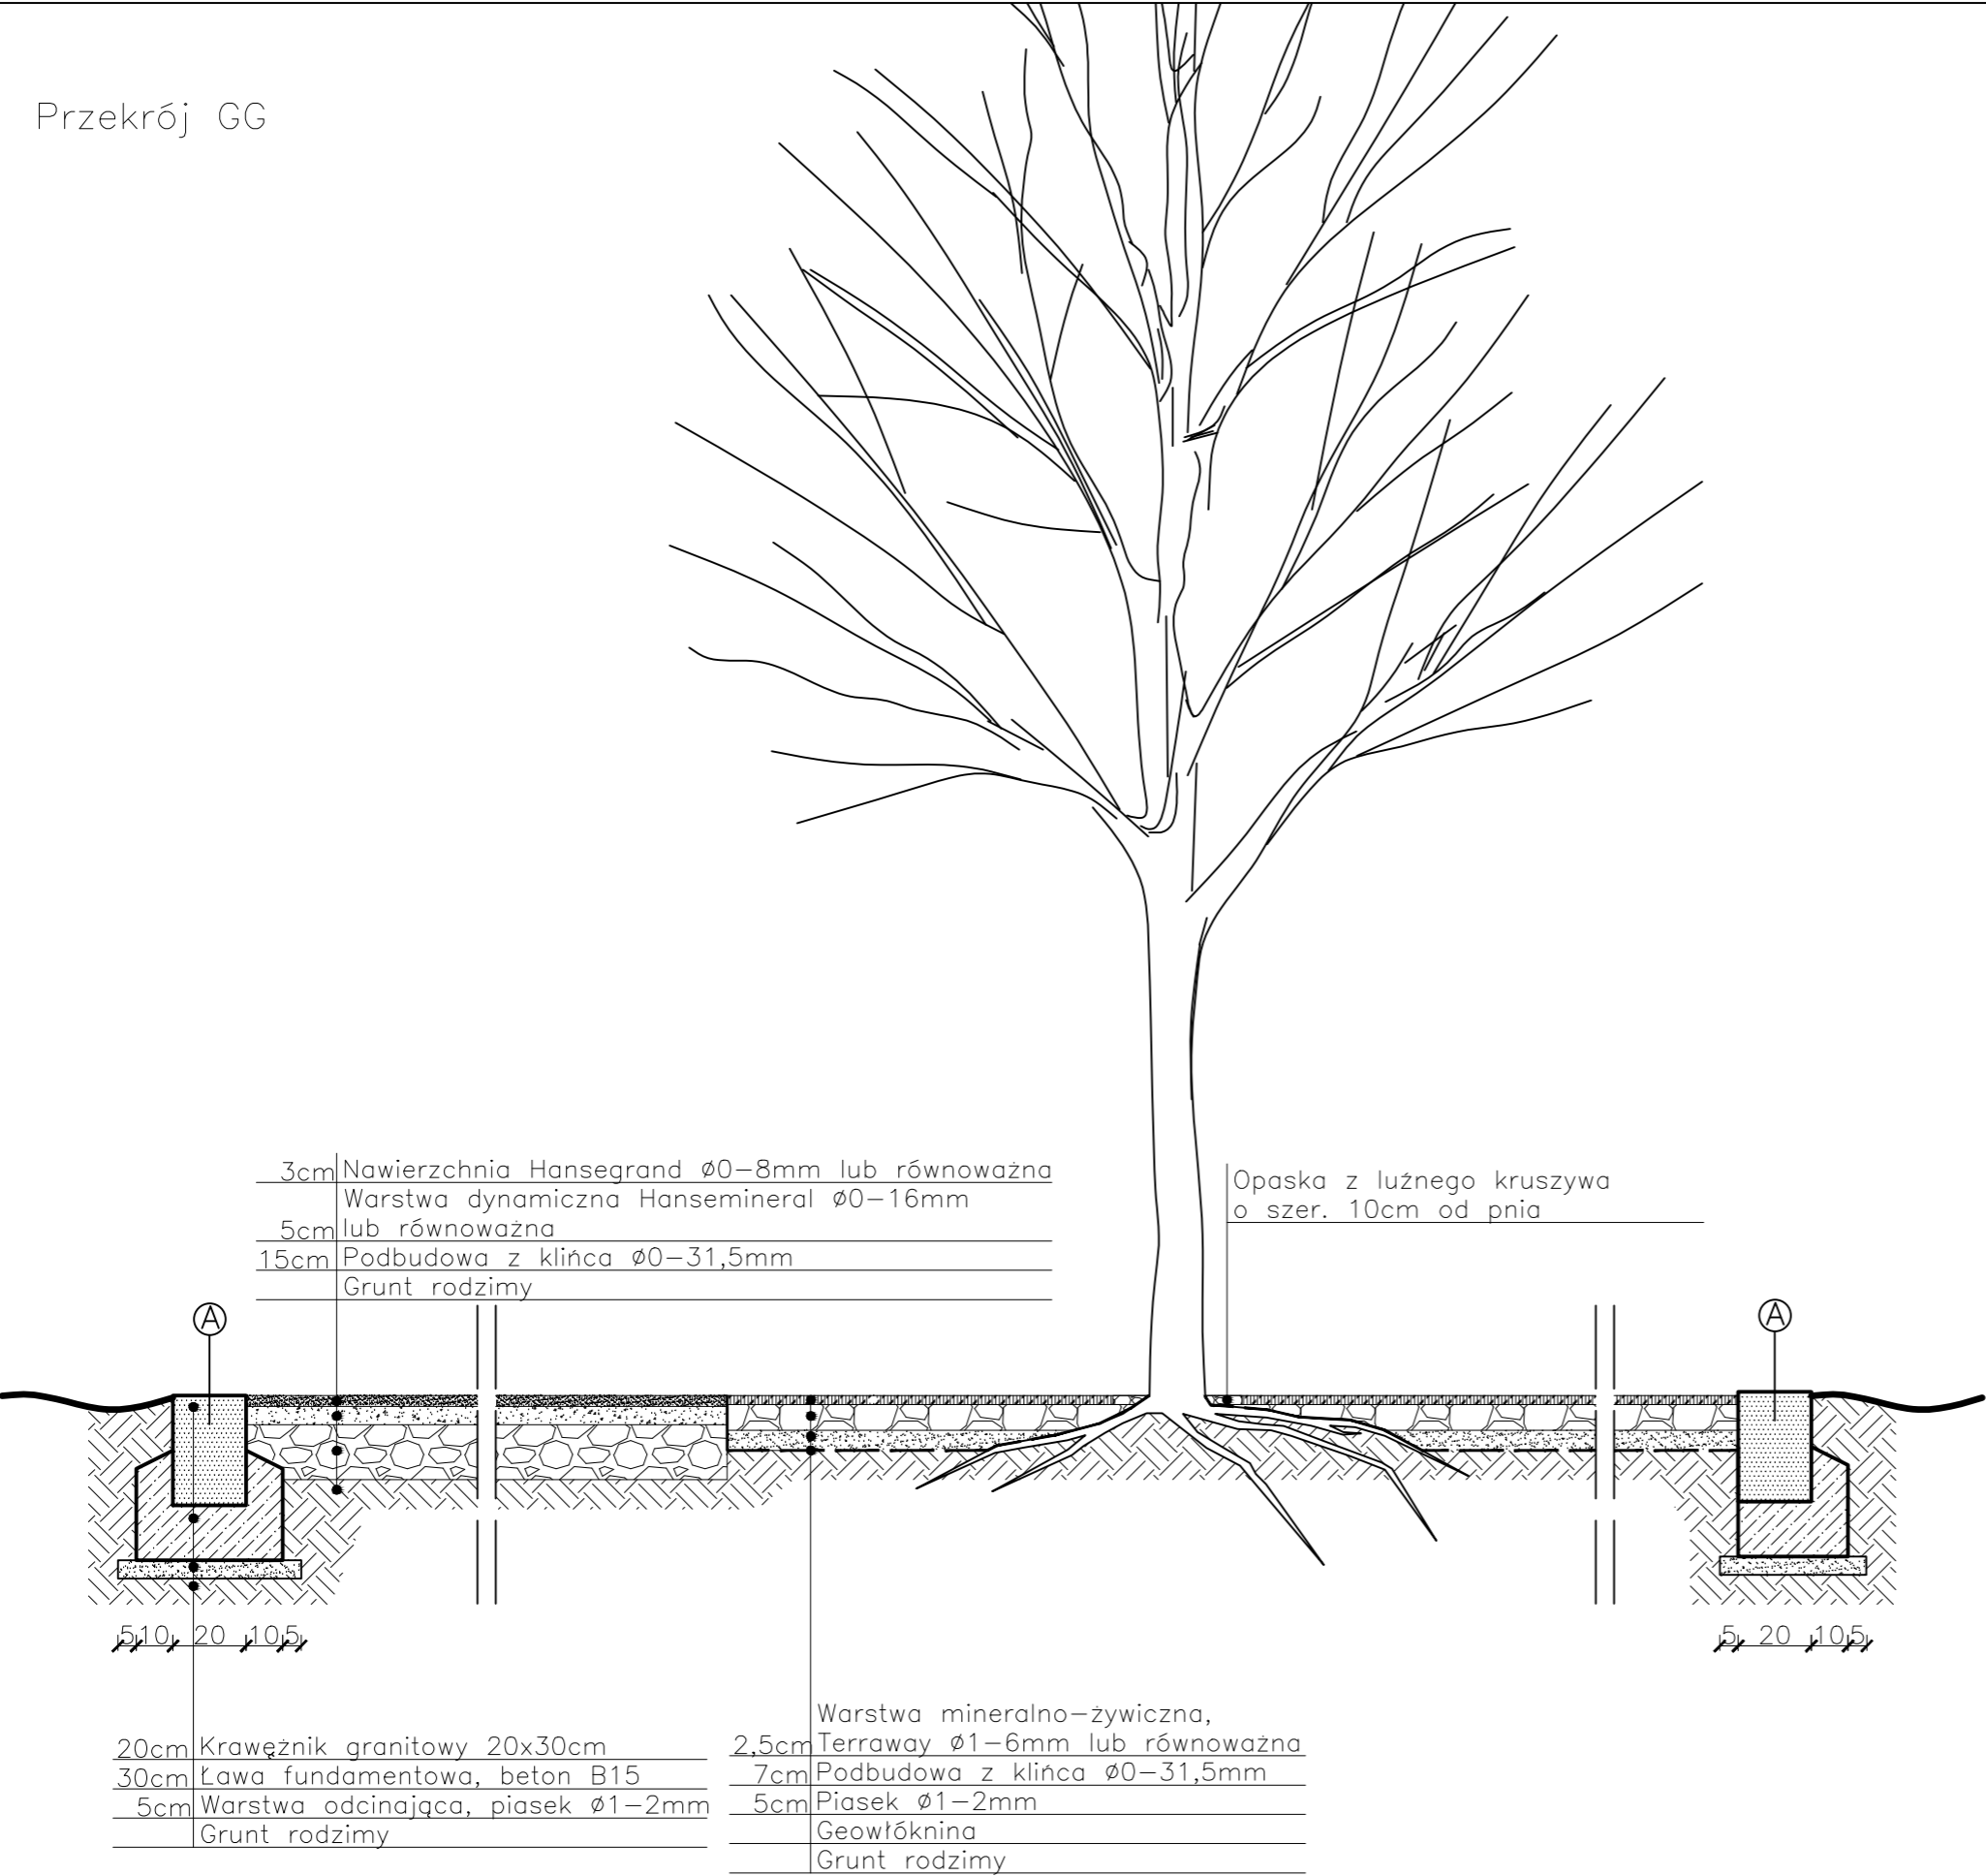 Przekrój GG
3cm Nawierzchnia Hansegrand ø0-8mm lub równoważna
Warstwa dynamiczna Hansemineral ø0-16mm
5cm lub równoważna
15cm Podbudowa z klińca ø0-31,5mm
Grunt rodzimy
Opaska z luźnego kruszywa
o szer. 10cm od pnia
A
A
5 10 20 10 5
5 20 10 5
20cm Krawężnik granitowy 20x30cm
30cm Ława fundamentowa, beton B15
5cm Warstwa odcinająca, piasek ø1-2mm
Grunt rodzimy
Warstwa mineralno-żywiczna,
2,5cm Terraway ø1-6mm lub równoważna
7cm Podbudowa z klińca ø0-31,5mm
5cm Piasek ø1-2mm
Geowłóknina
Grunt rodzimy